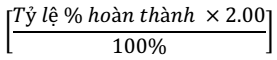 [Tỷ lệ % hoàn thành × 2.00
100%]